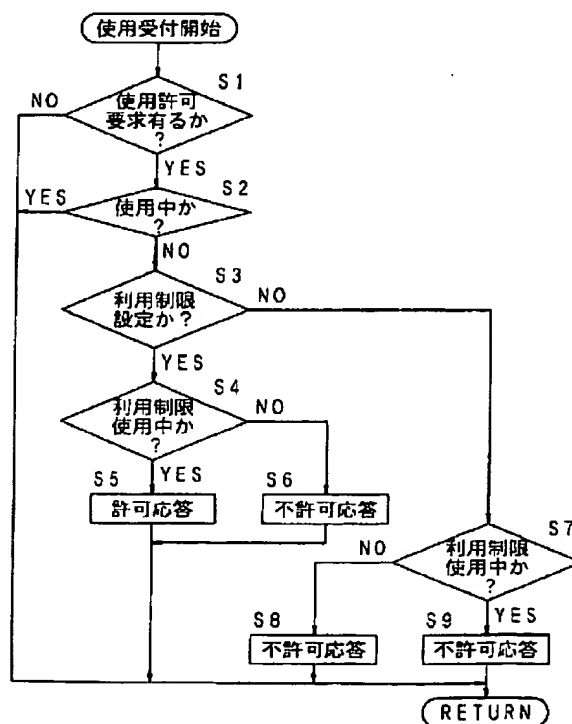 使用受付開始
S1
NO
使用許可
要求有るか
?
YES
S2
YES
使用中か
?
NO
S3
利用制限
設定か?
NO
YES
S4
利用制限
使用中か
?
NO
S5
YES
S6
許可応答
不許可応答
S7
NO
利用制限
使用中か
?
S8
S9
YES
不許可応答
不許可応答
RETURN